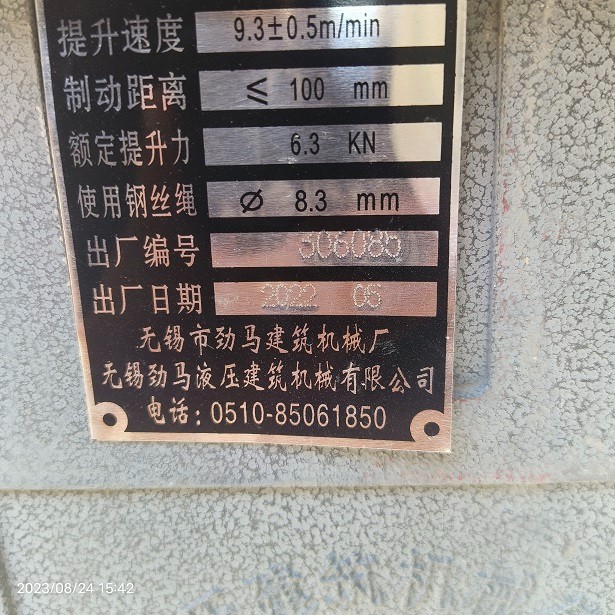 提升速度 9.3±0.5m/min
制动距离 ≤ 100 mm
额定提升力 6.3 KN
使用钢丝绳 Ø 8.3 mm
出厂编号 306085
出厂日期 2022 05
无锡市劲马建筑机械厂
无锡劲马液压建筑机械有限公司
电话:0510-85061850
2023/08/24 15:42